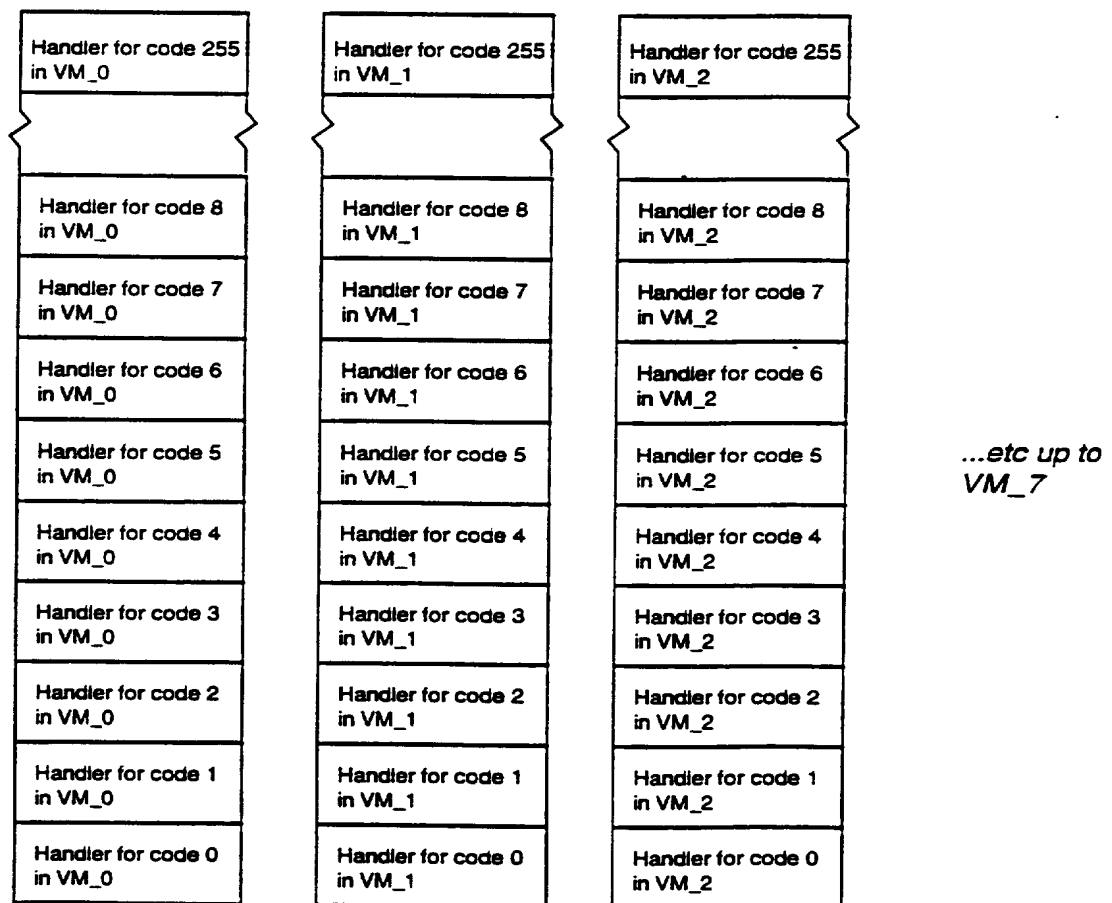 Handler for code 255
in VM_0
Handler for code 255
in VM_1
Handler for code 255
in VM_2
Handler for code 8
in VM_0
Handler for code 8
in VM_1
Handler for code 8
in VM_2
Handler for code 7
in VM_0
Handler for code 7
in VM_1
Handler for code 7
in VM_2
Handler for code 6
in VM_0
Handler for code 6
in VM_1
Handler for code 6
in VM_2
Handler for code 5
in VM_0
Handler for code 5
in VM_1
Handler for code 5
in VM_2
...etc up to
VM_7
Handler for code 4
in VM_0
Handler for code 4
in VM_1
Handler for code 4
in VM_2
Handler for code 3
in VM_0
Handler for code 3
in VM_1
Handler for code 3
in VM_2
Handler for code 2
in VM_0
Handler for code 2
in VM_1
Handler for code 2
in VM_2
Handler for code 1
in VM_0
Handler for code 1
in VM_1
Handler for code 1
in VM_2
Handler for code 0
in VM_0
Handler for code 0
in VM_1
Handler for code 0
in VM_2